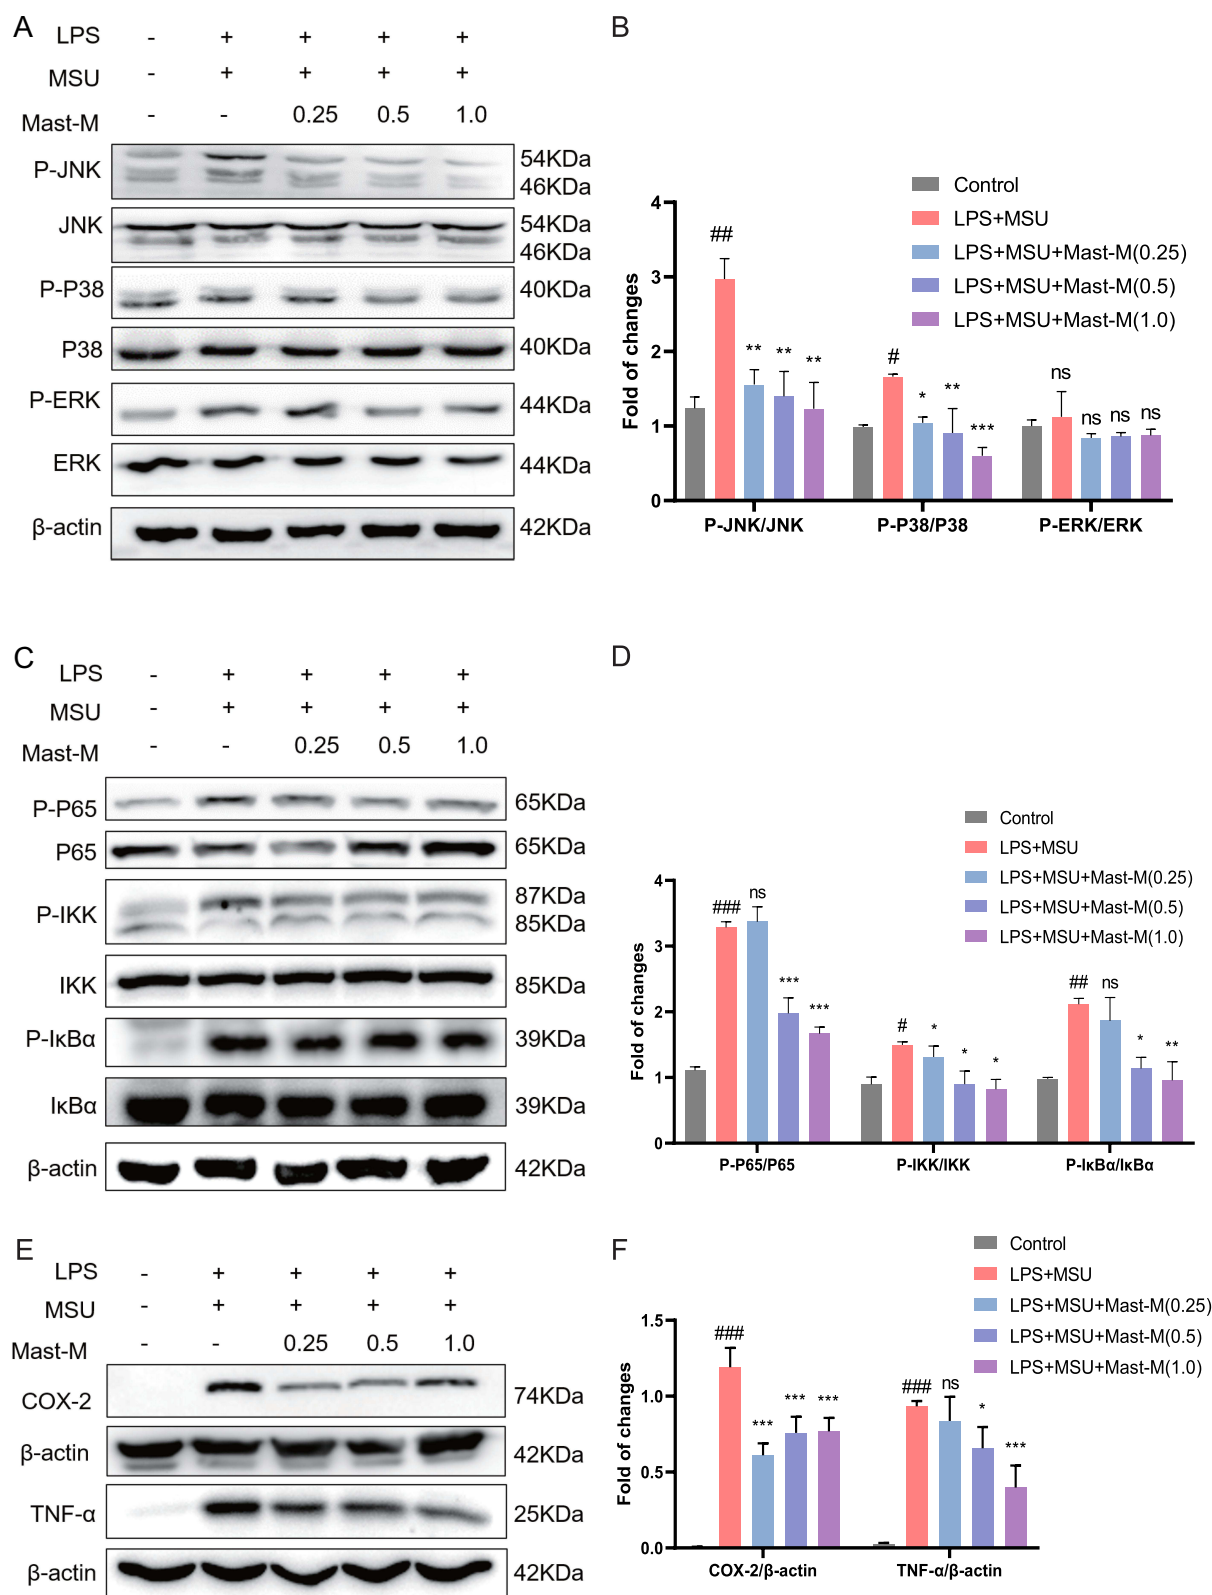 A
LPS - + + + +
MSU - + + + +
Mast-M - - 0.25 0.5 1.0
P-JNK 54KDa
46KDa
JNK 54KDa
46KDa
P-P38 40KDa
P38 40KDa
P-ERK 44KDa
ERK 44KDa
β-actin 42KDa
B
Control
LPS+MSU
LPS+MSU+Mast-M(0.25)
LPS+MSU+Mast-M(0.5)
LPS+MSU+Mast-M(1.0)
Fold of changes
4
3
2
1
0
## ** ** **
# * ** ***
ns ns ns ns
P-JNK/JNK P-P38/P38 P-ERK/ERK
C
LPS - + + + +
MSU - + + + +
Mast-M - - 0.25 0.5 1.0
P-P65 65KDa
P65 65KDa
P-IKK 87KDa
85KDa
IKK 85KDa
P-IκBα 39KDa
IκBα 39KDa
β-actin 42KDa
D
Control
LPS+MSU
LPS+MSU+Mast-M(0.25)
LPS+MSU+Mast-M(0.5)
LPS+MSU+Mast-M(1.0)
Fold of changes
4
3
2
1
0
### ns *** ***
# * * *
## ns * **
P-P65/P65 P-IKK/IKK P-IκBα/IκBα
E
LPS - + + + +
MSU - + + + +
Mast-M - - 0.25 0.5 1.0
COX-2 74KDa
β-actin 42KDa
TNF-α 25KDa
β-actin 42KDa
F
Control
LPS+MSU
LPS+MSU+Mast-M(0.25)
LPS+MSU+Mast-M(0.5)
LPS+MSU+Mast-M(1.0)
Fold of changes
1.5
1.0
0.5
0.0
### *** *** ***
### ns * ***
COX-2/β-actin TNF-α/β-actin